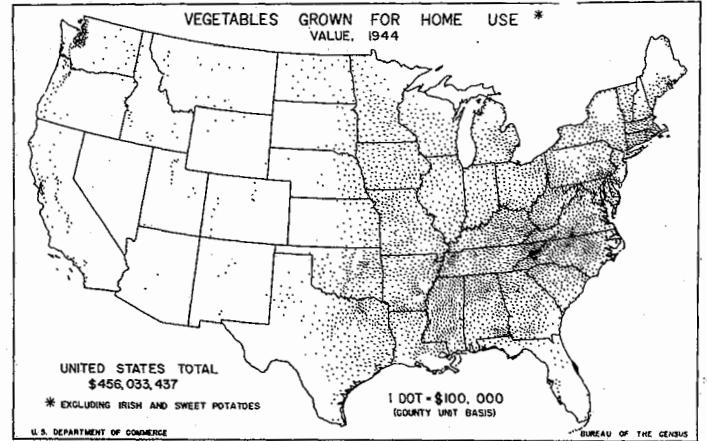 VEGETABLES GROWN FOR HOME USE *
VALUE, 1944
UNITED STATES TOTAL
$456,033,437
* EXCLUDING IRISH AND SWEET POTATOES
1 DOT = $100,000
(COUNTY UNIT BASIS)
U. S. DEPARTMENT OF COMMERCE
BUREAU OF THE CENSUS